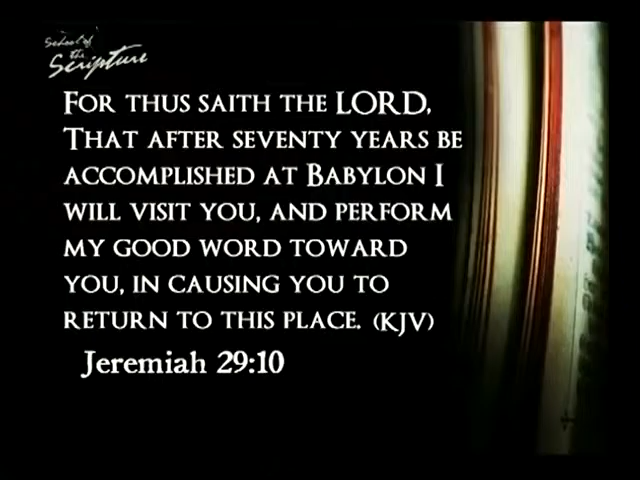 School of
the
Scripture
FOR THUS SAITH THE LORD,
THAT AFTER SEVENTY YEARS BE
ACCOMPLISHED AT BABYLON I
WILL VISIT YOU, AND PERFORM
MY GOOD WORD TOWARD
YOU, IN CAUSING YOU TO
RETURN TO THIS PLACE. (KJV)
Jeremiah 29:10